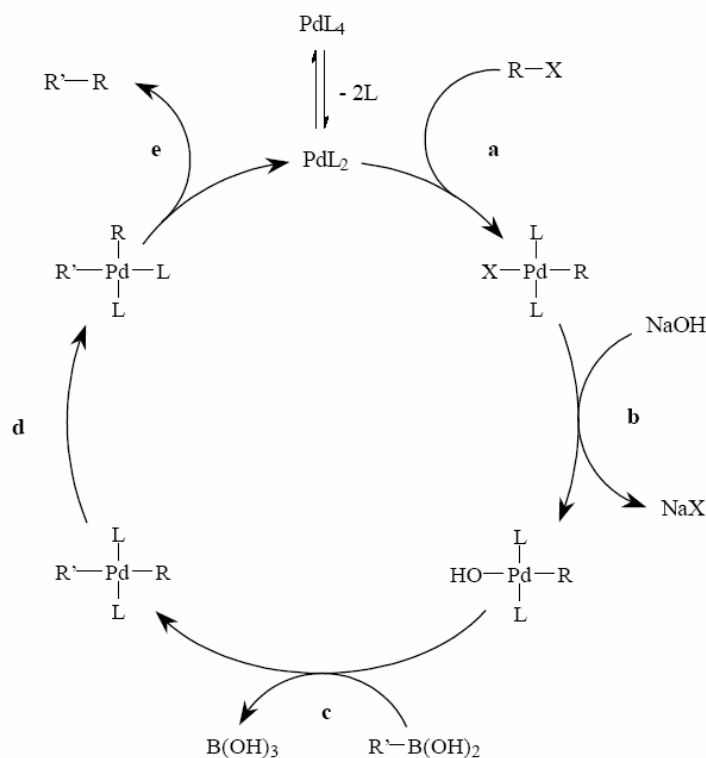 PdL4
R'—R
- 2L
R—X
e
PdL2
a
R
R'—Pd—L
L
L
X—Pd—R
L
NaOH
d
b
NaX
L
R'—Pd—R
L
L
HO—Pd—R
L
c
B(OH)3
R'—B(OH)2